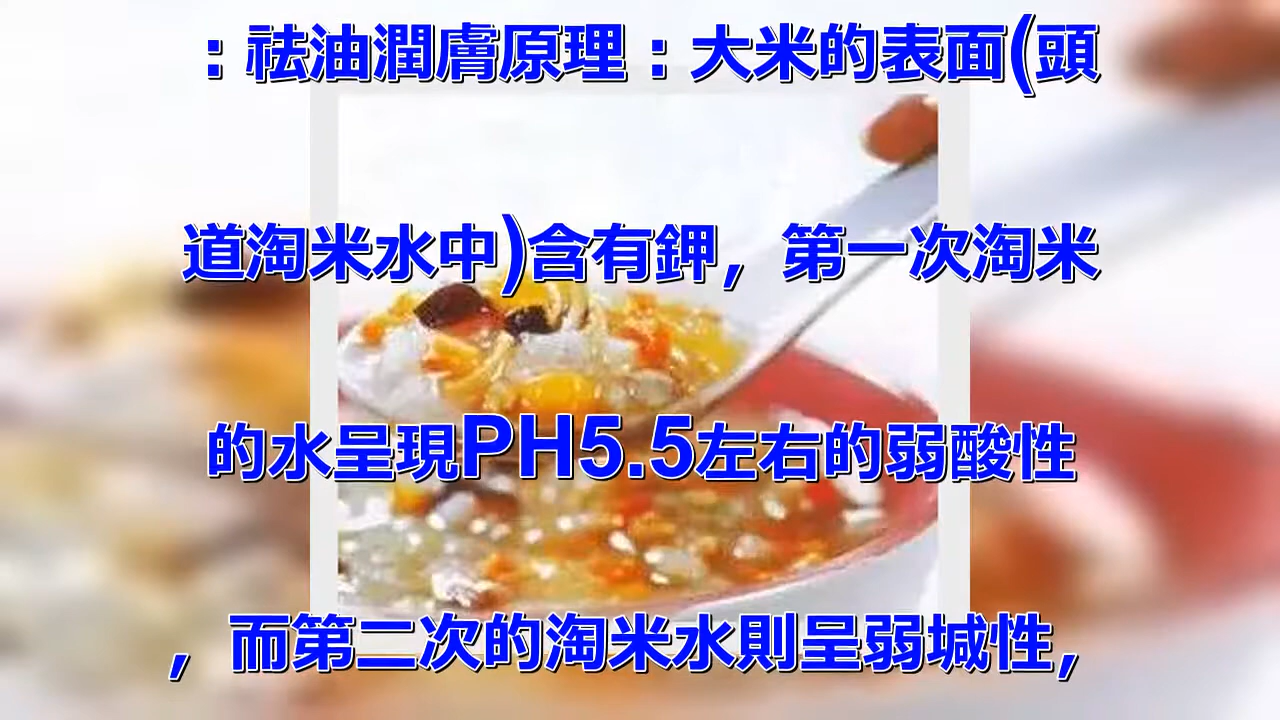 ：祛油潤膚原理：大米的表面(頭
道淘米水中)含有鉀，第一次淘米
的水呈現PH5.5左右的弱酸性
，而第二次的淘米水則呈弱堿性，